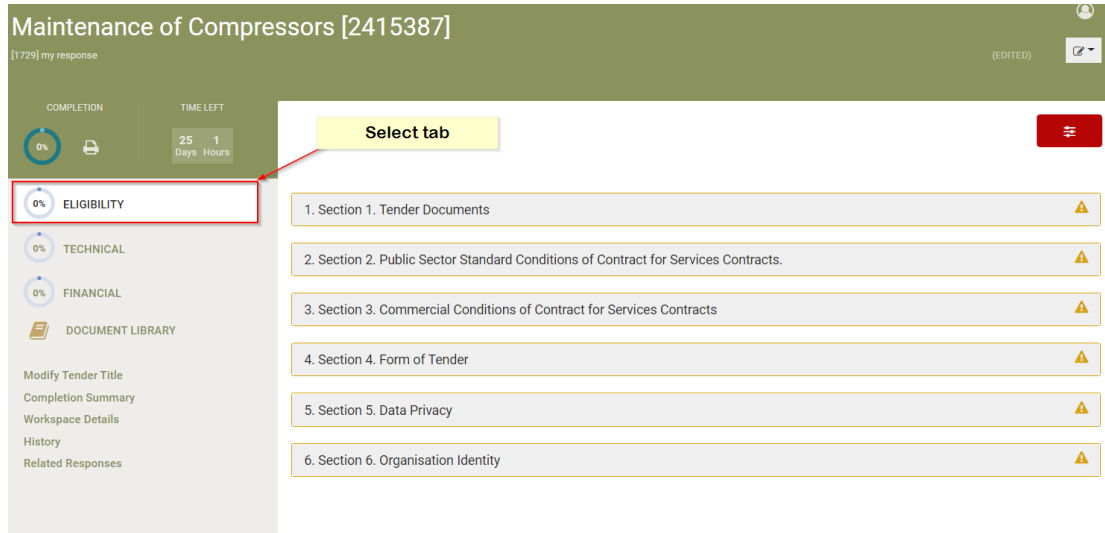 Maintenance of Compressors [2415387]
[1729] my response
(EDITED)
COMPLETION
TIME LEFT
0%
25 1
Days Hours
Select tab
0% ELIGIBILITY
0% TECHNICAL
0% FINANCIAL
DOCUMENT LIBRARY
Modify Tender Title
Completion Summary
Workspace Details
History
Related Responses
1. Section 1. Tender Documents
2. Section 2. Public Sector Standard Conditions of Contract for Services Contracts.
3. Section 3. Commercial Conditions of Contract for Services Contracts
4. Section 4. Form of Tender
5. Section 5. Data Privacy
6. Section 6. Organisation Identity